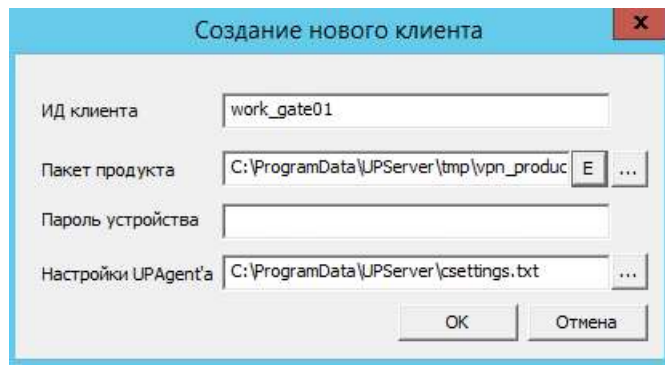 Создание нового клиента
x
ИД клиента work_gate01
Пакет продукта C:\ProgramData\UPServer\tmp\vpn_produc E ...
Пароль устройства
Настройки UPAgent'а C:\ProgramData\UPServer\csettings.txt ...
OK Отмена